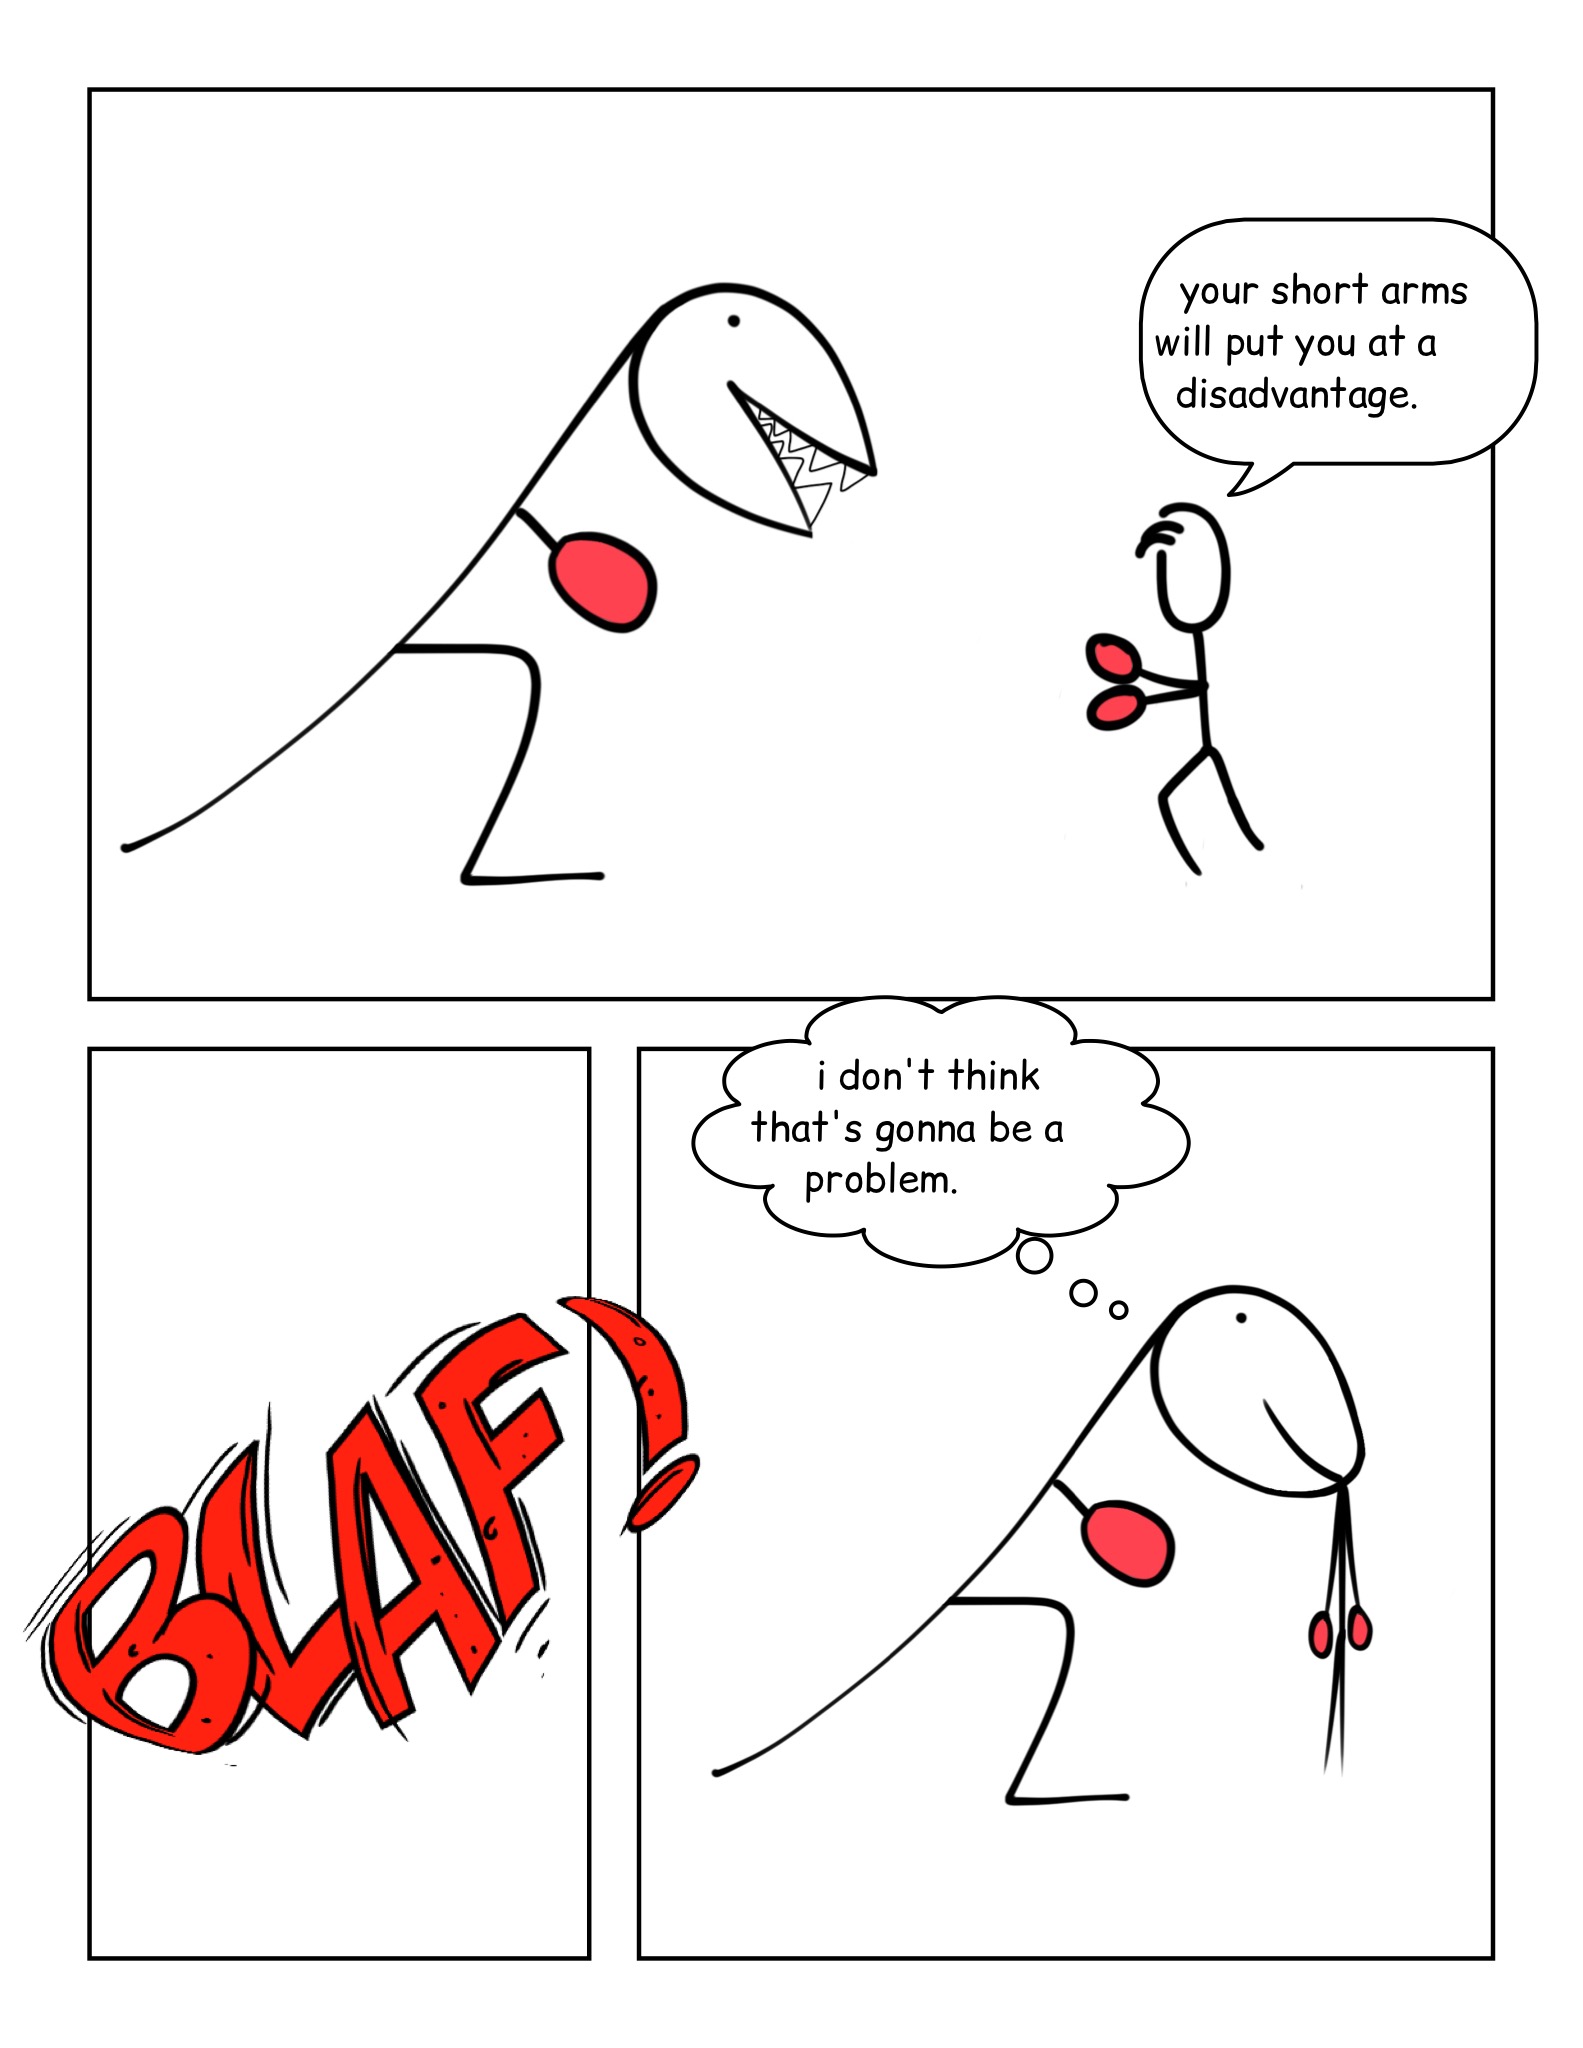 your short arms
will put you at a
disadvantage.
BLAF!
i don't think
that's gonna be a
problem.